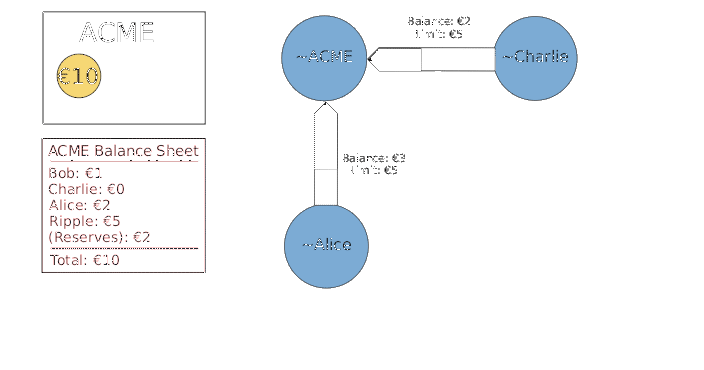 ACME
€10
ACME Balance Sheet
Bob: €1
Charlie: €0
Alice: €2
Ripple: €5
(Reserves): €2
Total: €10
~ACME
Balance: €2
Limit: €5
~Charlie
Balance: €3
Limit: €5
~Alice